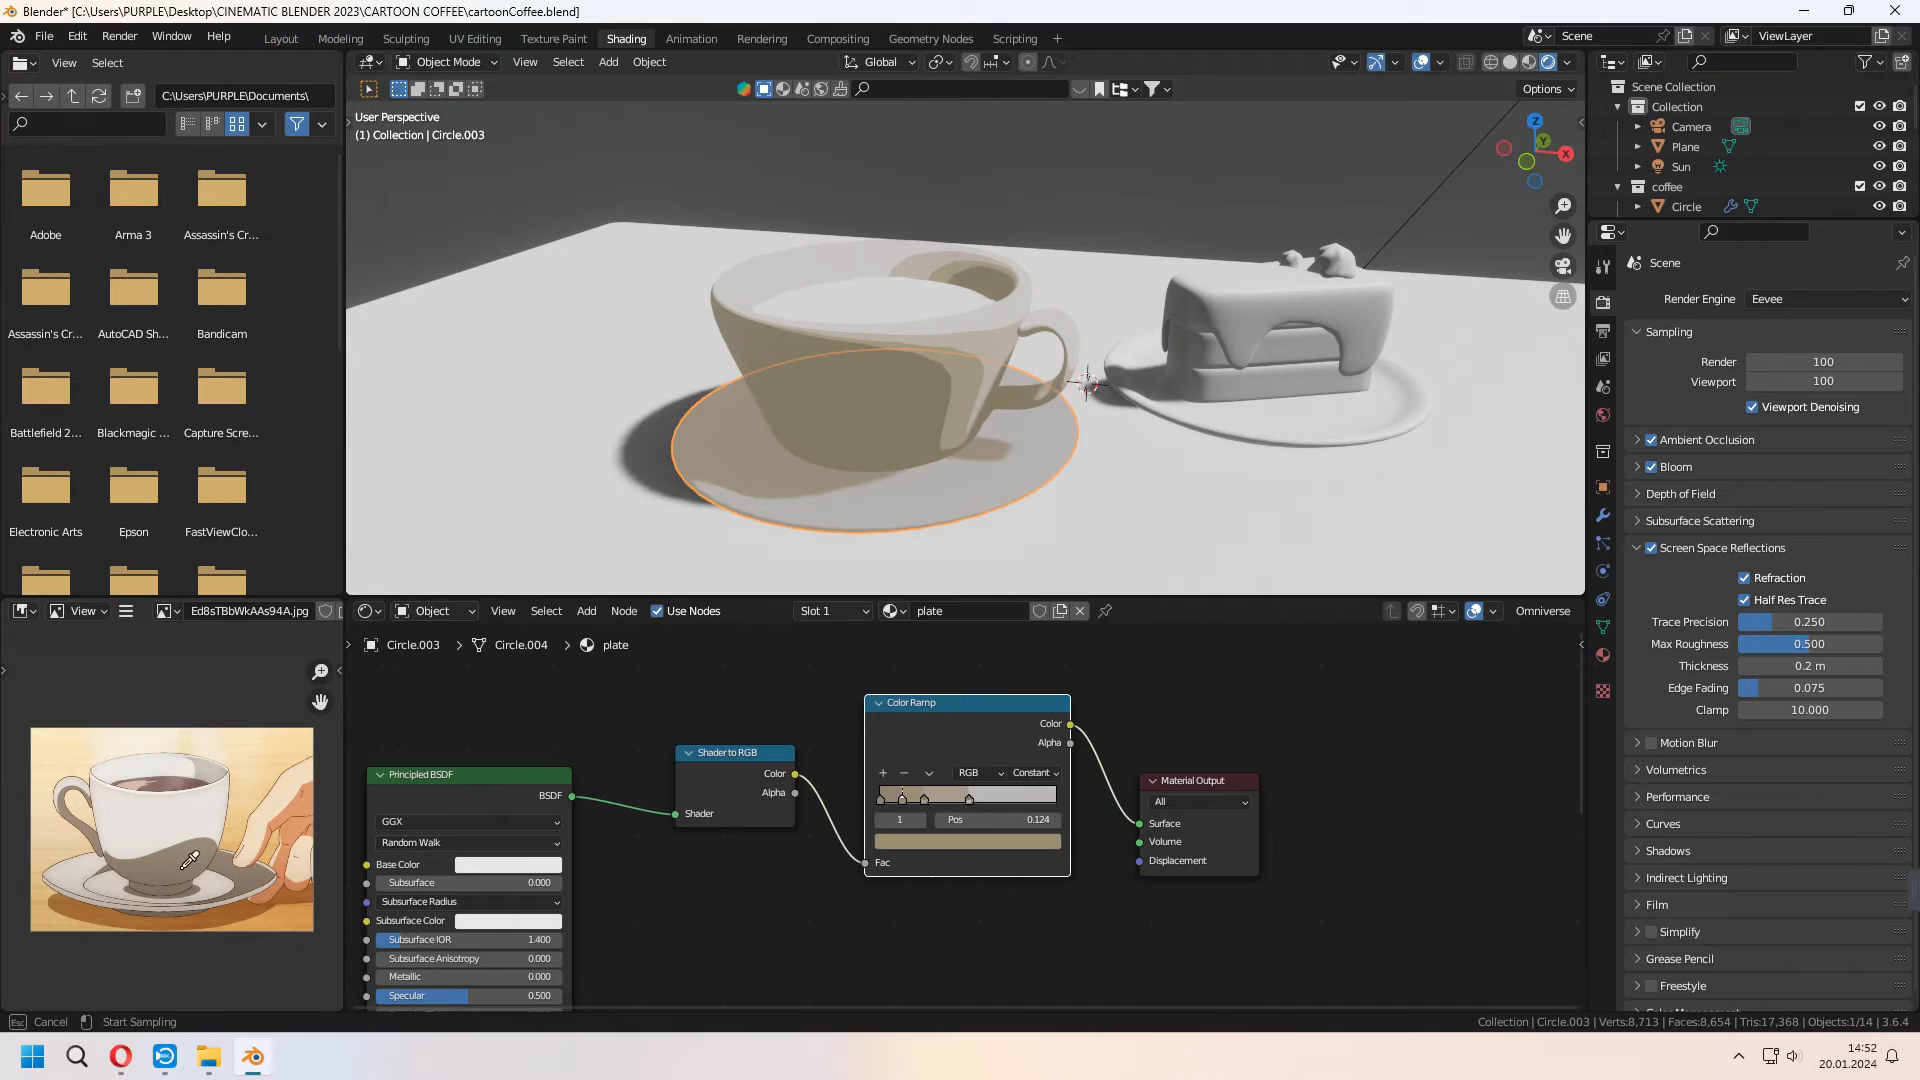 Blender* [C:\Users\PURPLE\Desktop\CINEMATIC BLENDER 2023\CARTOON COFFEE\cartoonCoffee.blend]
File Edit Render Window Help Layout Modeling Sculpting UV Editing Texture Paint Shading Animation Rendering Compositing Geometry Nodes Scripting Scene ViewLayer
View Select Object Mode View Select Add Object Global
C:\Users\PURPLE\Documents\ Options
User Perspective
(1) Collection | Circle.003
Z
Y
X
Scene Collection
Collection
Camera
Plane
Sun
coffee
Circle
Adobe Arma 3 Assassin's Cr...
Assassin's Cr... AutoCAD Sh... Bandicam
Battlefield 2... Blackmagic ... Capture Scre...
Electronic Arts Epson FastViewClo...
Scene
Render Engine Eevee
Sampling
Render 100
Viewport 100
Viewport Denoising
Ambient Occlusion
Bloom
Depth of Field
Subsurface Scattering
Screen Space Reflections
Refraction
Half Res Trace
Trace Precision 0.250
Max Roughness 0.500
Thickness 0.2 m
Edge Fading 0.075
Clamp 10.000
Motion Blur
Volumetrics
Performance
Curves
Shadows
Indirect Lighting
Film
Simplify
Grease Pencil
Freestyle
View Ed8sTBbWkAAs94A.jpg Object View Select Add Node Use Nodes Slot 1 plate Omniverse
Circle.003 > Circle.004 > plate
Principled BSDF
BSDF
GGX
Random Walk
Base Color
Subsurface 0.000
Subsurface Radius
Subsurface Color
Subsurface IOR 1.400
Subsurface Anisotropy 0.000
Metallic 0.000
Specular 0.500
Shader to RGB
Color
Alpha
Shader
Color Ramp
Color
Alpha
RGB Constant
1 Pos 0.124
Fac
Material Output
All
Surface
Volume
Displacement
Esc Cancel Start Sampling
Collection | Circle.003 | Verts:8,713 | Faces:8,654 | Tris:17,368 | Objects:1/14 | 3.6.4
14:52
20.01.2024